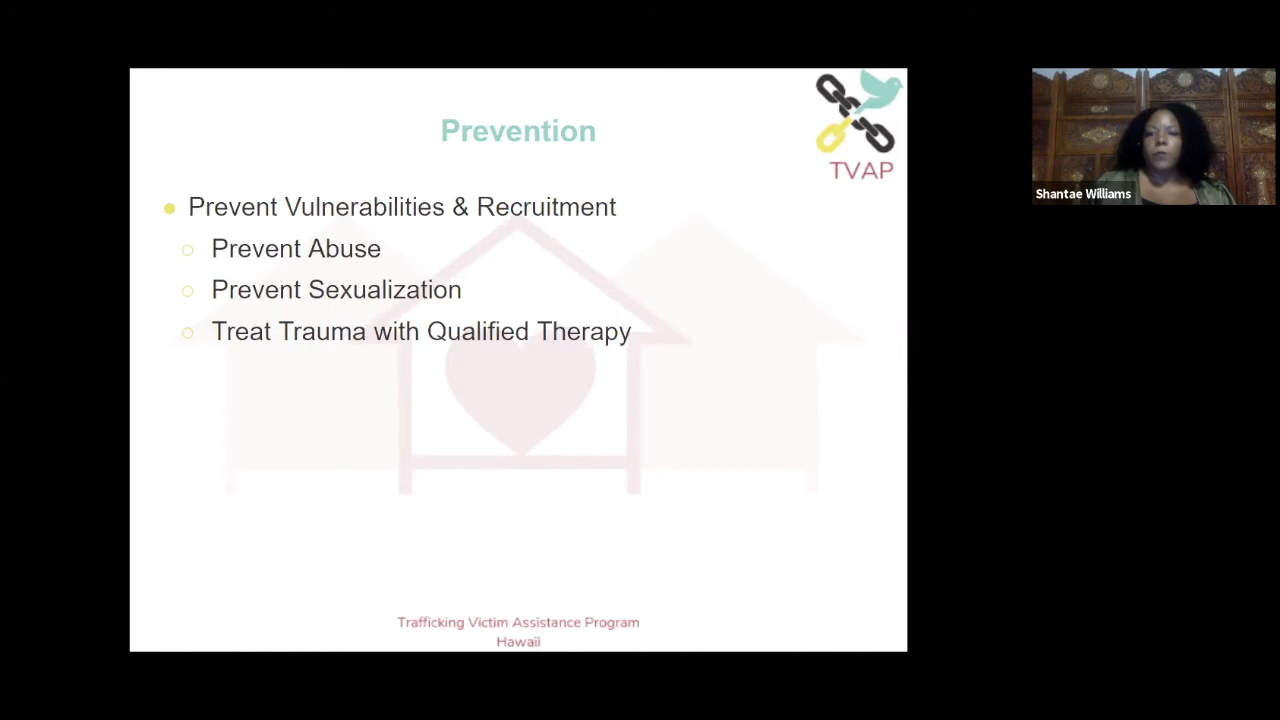 Prevention
TVAP
Prevent Vulnerabilities & Recruitment
Prevent Abuse
Prevent Sexualization
Treat Trauma with Qualified Therapy
Trafficking Victim Assistance Program
Hawaii
Shantae Williams